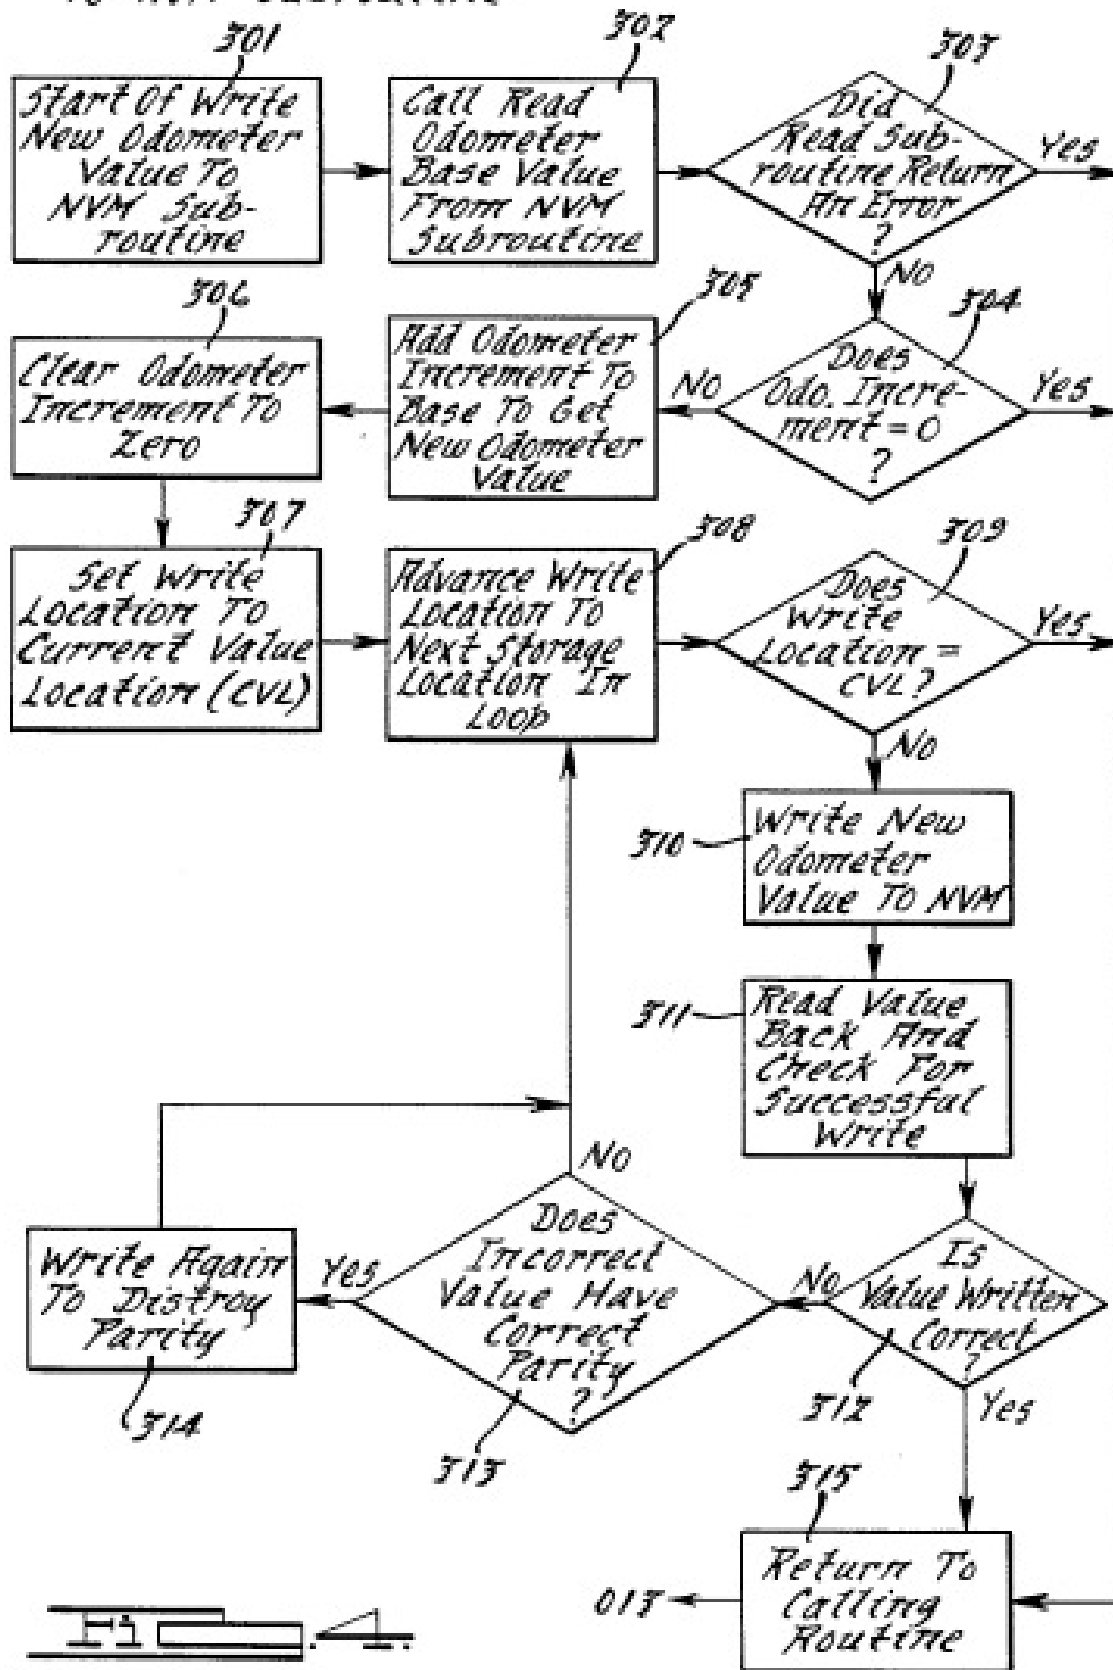 301
Start Of Write
New Odometer
Value To
NVM Sub-
routine
302
Call Read
Odometer
Base Value
From NVM
Subroutine
303
Did
Read Sub-
routine Return
An Error
?
Yes
No
304
Does
Odo. Incre-
ment = 0
?
Yes
No
305
Add Odometer
Increment To
Base To Get
New Odometer
Value
306
Clear Odometer
Increment To
Zero
307
Set Write
Location To
Current Value
Location (CVL)
308
Advance Write
Location To
Next Storage
Location In
Loop
309
Does
Write
Location =
CVL?
Yes
No
310
Write New
Odometer
Value To NVM
311
Read Value
Back And
Check For
Successful
Write
Is
Value Written
Correct
?
312
No
Yes
Does
Incorrect
Value Have
Correct
Parity
?
313
No
Yes
Write Again
To Distroy
Parity
314
315
Return To
Calling
Routine
013